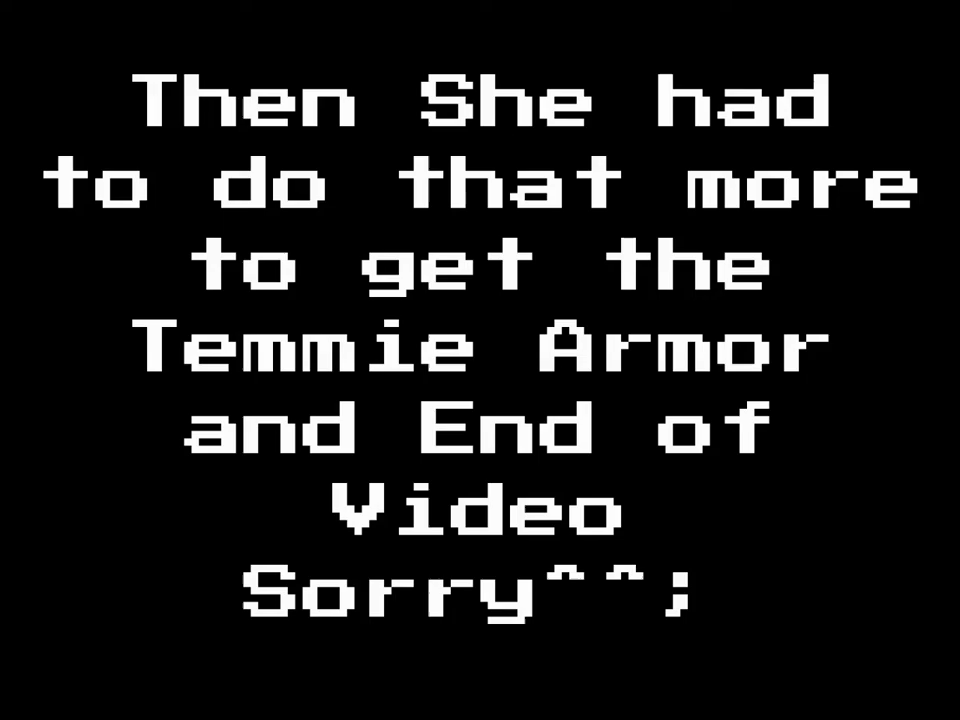 Then She had
to do that more
to get the
Temmie Armor
and End of
Video
Sorry^^;